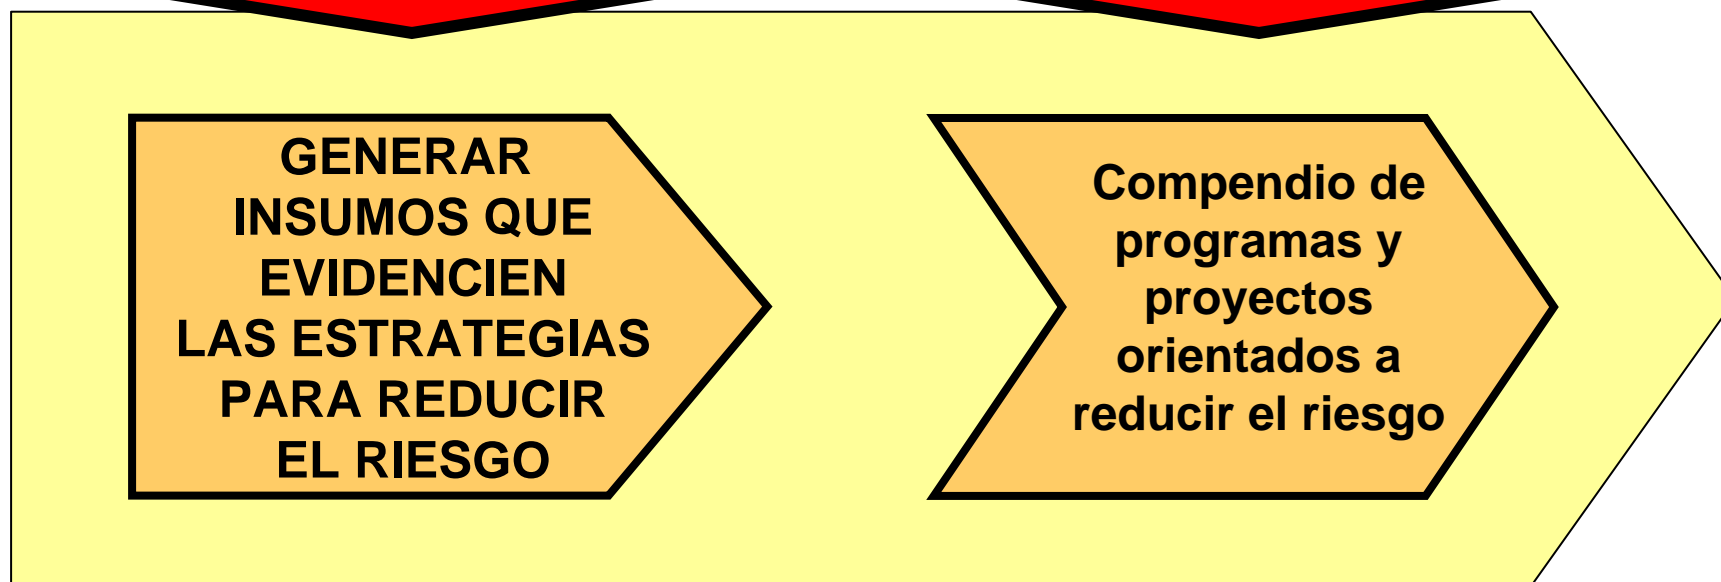 GENERAR
INSUMOS QUE
EVIDENCIEN
LAS ESTRATEGIAS
PARA REDUCIR
EL RIESGO
Compendio de
programas y
proyectos
orientados a
reducir el riesgo